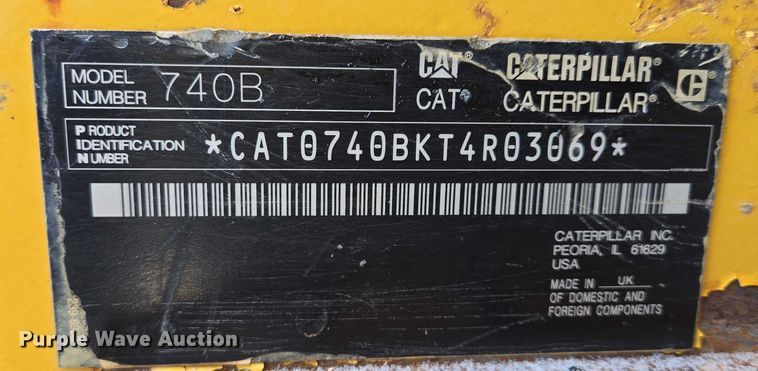 MODEL NUMBER 740B
CAT CATERPILLAR
CAT® CATERPILLAR® C
PRODUCT
IDENTIFICATION
NUMBER
*CAT0740BKT4R03069*
CATERPILLAR INC.
PEORIA, IL 61629
USA
MADE IN UK
OF DOMESTIC AND
FOREIGN COMPONENTS
Purple Wave Auction